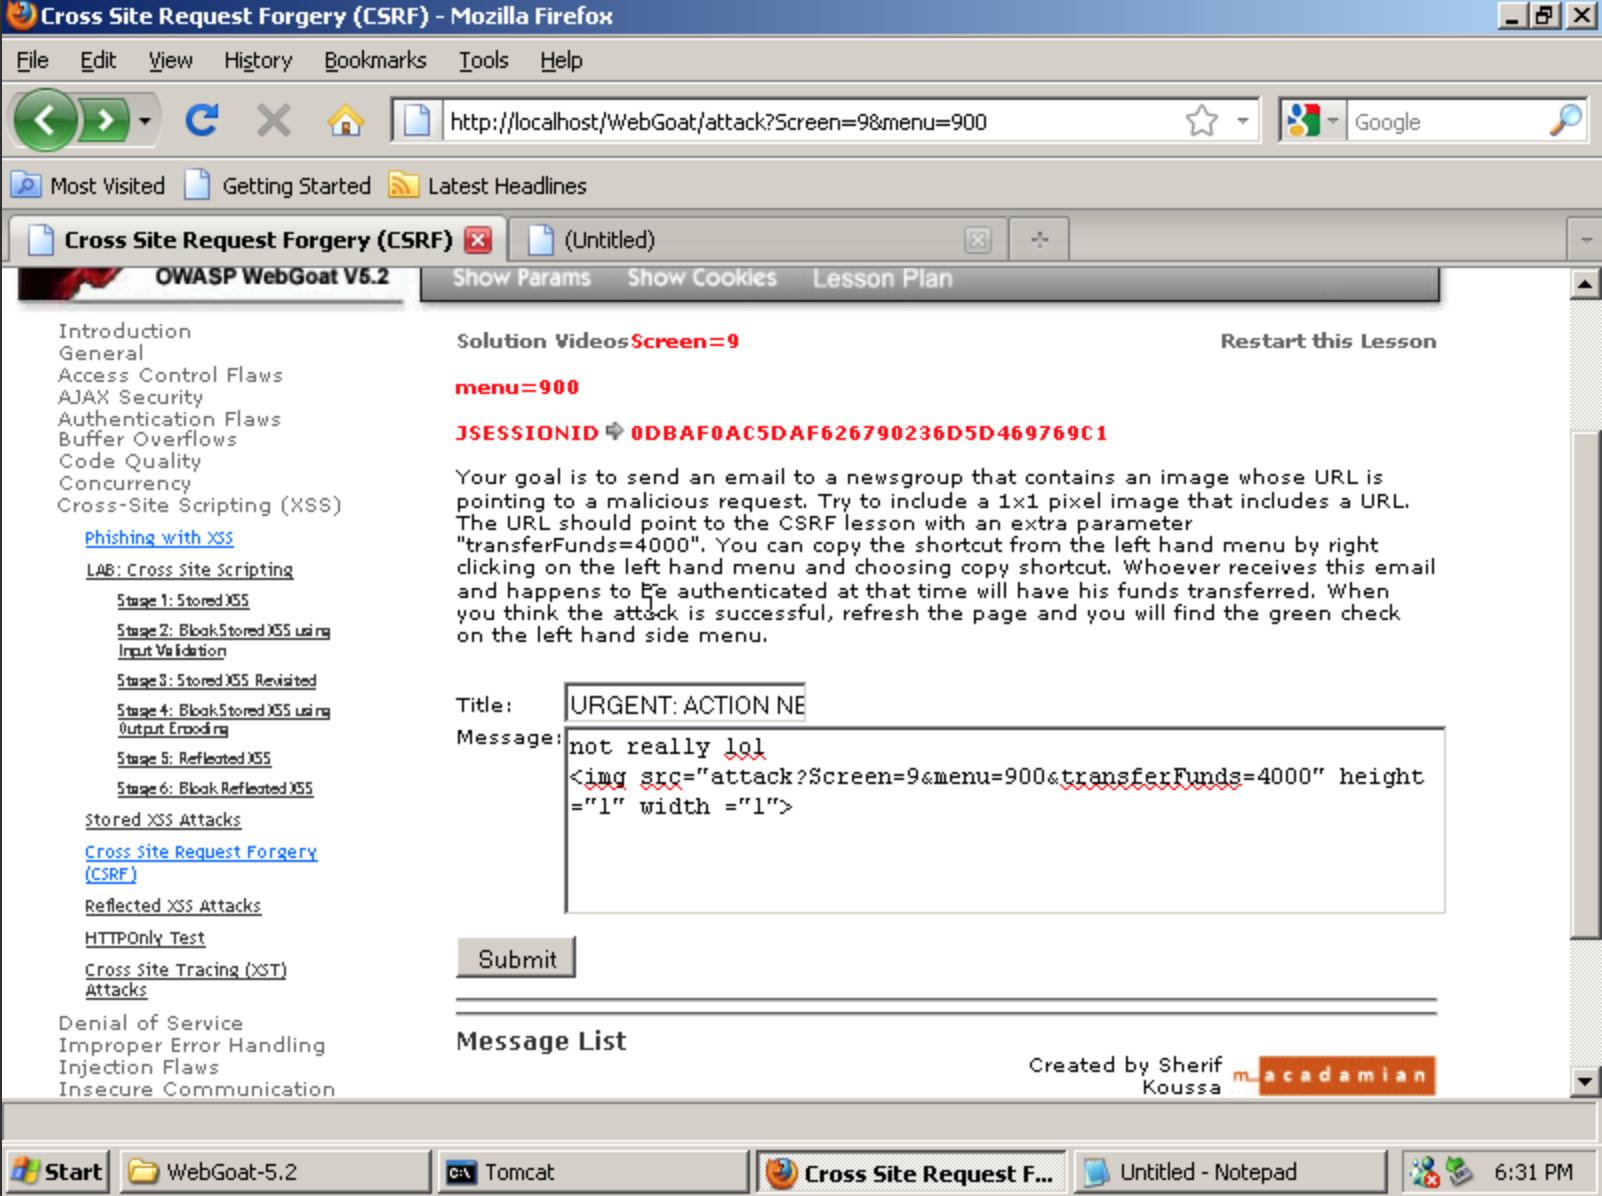 Cross Site Request Forgery (CSRF) - Mozilla Firefox
File Edit View History Bookmarks Tools Help
http://localhost/WebGoat/attack?Screen=9&menu=900 Google
Most Visited Getting Started Latest Headlines
Cross Site Request Forgery (CSRF) (Untitled)
OWASP WebGoat V5.2 Show Params Show Cookies Lesson Plan
Introduction
General
Access Control Flaws
AJAX Security
Authentication Flaws
Buffer Overflows
Code Quality
Concurrency
Cross-Site Scripting (XSS)
Phishing with XSS
LAB: Cross Site Scripting
Stage 1: Stored XSS
Stage 2: Block Stored XSS using
Input Validation
Stage 3: Stored XSS Revisited
Stage 4: Block Stored XSS using
Output Encoding
Stage 5: Reflected XSS
Stage 6: Block Reflected XSS
Stored XSS Attacks
Cross Site Request Forgery
(CSRF)
Reflected XSS Attacks
HTTPOnly Test
Cross Site Tracing (XST)
Attacks
Denial of Service
Improper Error Handling
Injection Flaws
Insecure Communication
Solution Videos Screen=9 Restart this Lesson
menu=900
JSESSIONID 0DBAF0AC5DAF626790236D5D469769C1
Your goal is to send an email to a newsgroup that contains an image whose URL is
pointing to a malicious request. Try to include a 1x1 pixel image that includes a URL.
The URL should point to the CSRF lesson with an extra parameter
"transferFunds=4000". You can copy the shortcut from the left hand menu by right
clicking on the left hand menu and choosing copy shortcut. Whoever receives this email
and happens to be authenticated at that time will have his funds transferred. When
you think the attack is successful, refresh the page and you will find the green check
on the left hand side menu.
Title: URGENT: ACTION NE
Message: not really lol
<img src="attack?Screen=9&menu=900&transferFunds=4000" height
="1" width ="1">
Submit
Message List
Created by Sherif
Koussa
m_acadamian
Start WebGoat-5.2 Tomcat Cross Site Request F... Untitled - Notepad 6:31 PM